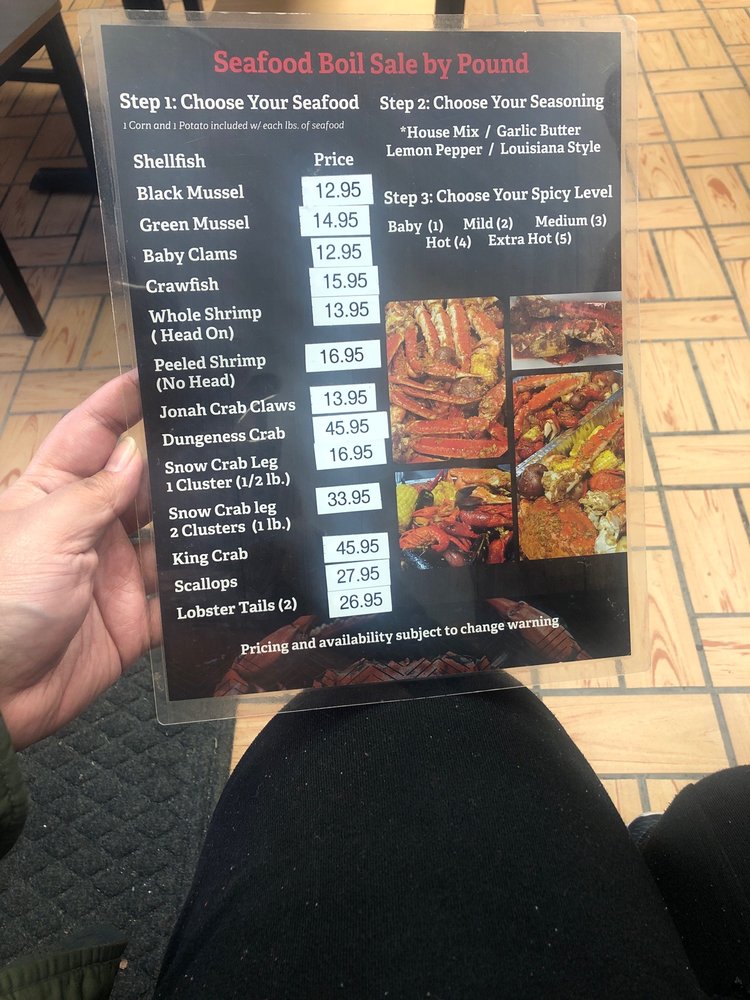 Seafood Boil Sale by Pound
Step 1: Choose Your Seafood
1 Corn and 1 Potato included w/ each lbs. of seafood
Shellfish Price
Black Mussel 12.95
Green Mussel 14.95
Baby Clams 12.95
Crawfish 15.95
Whole Shrimp 13.95
( Head On)
Peeled Shrimp 16.95
(No Head)
Jonah Crab Claws 13.95
Dungeness Crab 45.95
Snow Crab Leg 16.95
1 Cluster (1/2 lb.)
Snow Crab leg 33.95
2 Clusters (1 lb.)
King Crab 45.95
Scallops 27.95
Lobster Tails (2) 26.95
Step 2: Choose Your Seasoning
*House Mix / Garlic Butter
Lemon Pepper / Louisiana Style
Step 3: Choose Your Spicy Level
Baby (1) Mild (2) Medium (3)
Hot (4) Extra Hot (5)
Pricing and availability subject to change warning